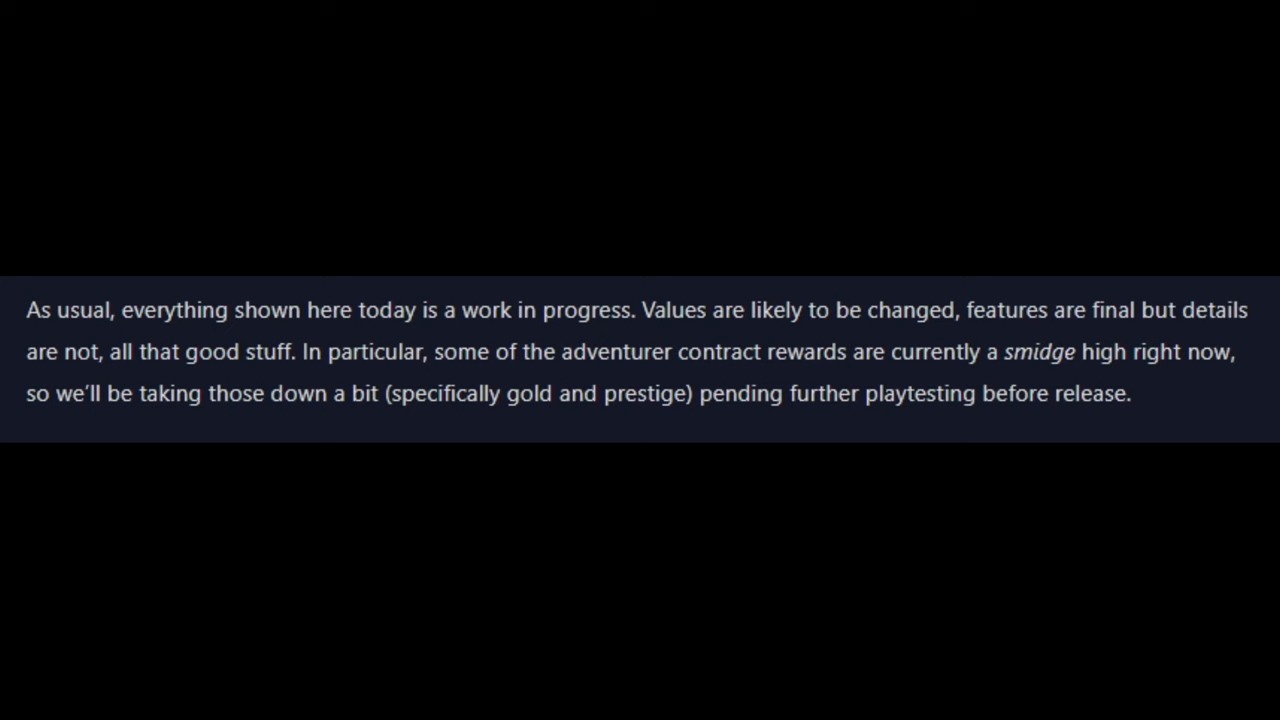 As usual, everything shown here today is a work in progress. Values are likely to be changed, features are final but details
are not, all that good stuff. In particular, some of the adventurer contract rewards are currently a smidge high right now,
so we’ll be taking those down a bit (specifically gold and prestige) pending further playtesting before release.